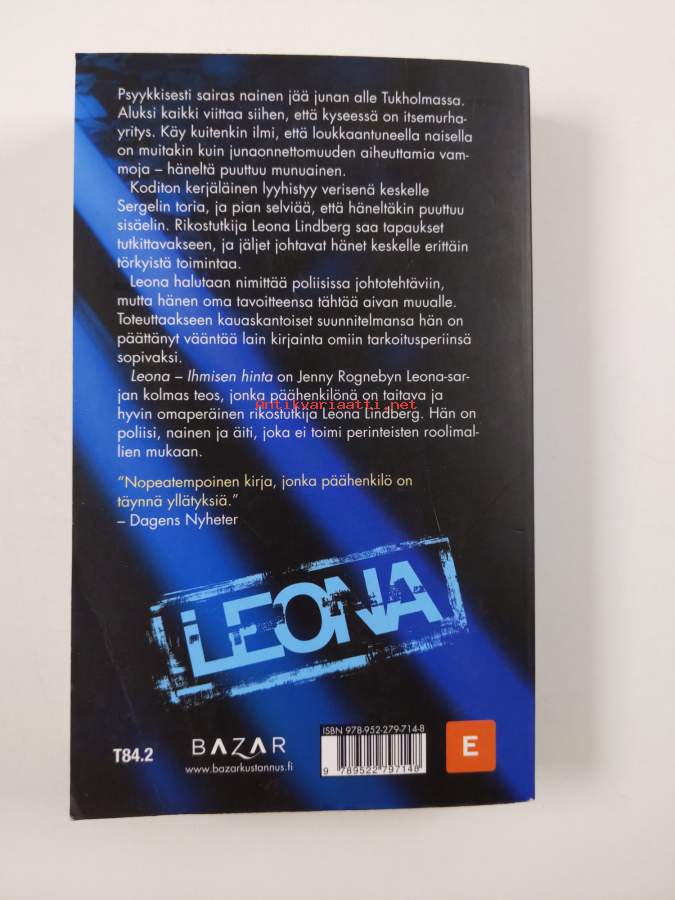 Psyykkisesti sairas nainen jää junan alle Tukholmassa.
Aluksi kaikki viittaa siihen, että kyseessä on itsemurha-
yritys. Käy kuitenkin ilmi, että loukkaantuneella naisella
on muitakin kuin junaonnettomuuden aiheuttamia vam-
moja – häneltä puuttuu munuainen.
Koditon kerjäläinen lyyhistyy verisenä keskelle
Sergelin toria, ja pian selviää, että häneltäkin puuttuu
sisäelin. Rikostutkija Leona Lindberg saa tapaukset
tutkittavakseen, ja jäljet johtavat hänet keskelle erittäin
törkyistä toimintaa.
Leona halutaan nimittää poliisissa johtotehtäviin,
mutta hänen oma tavoitteensa tähtää aivan muualle.
Toteuttaakseen kauaskantoiset suunnitelmansa hän on
päättänyt vääntää lain kirjainta omiin tarkoitusperiinsä
sopivaksi.
Leona – Ihmisen hinta on Jenny Rognebyn Leona-sar-
jan kolmas teos, jonka päähenkilönä on taitava ja
Antikvariaatti.net
hyvin omaperäinen rikostutkija Leona Lindberg. Hän on
poliisi, nainen ja äiti, joka ei toimi perinteisten roolimal-
lien mukaan.
”Nopeatempoinen kirja, jonka päähenkilö on
täynnä yllätyksiä.”
– Dagens Nyheter
LEONA
ISBN 978-952-279-714-8
T84.2 BAZAR E
www.bazarkustannus.fi
9 789522 797148